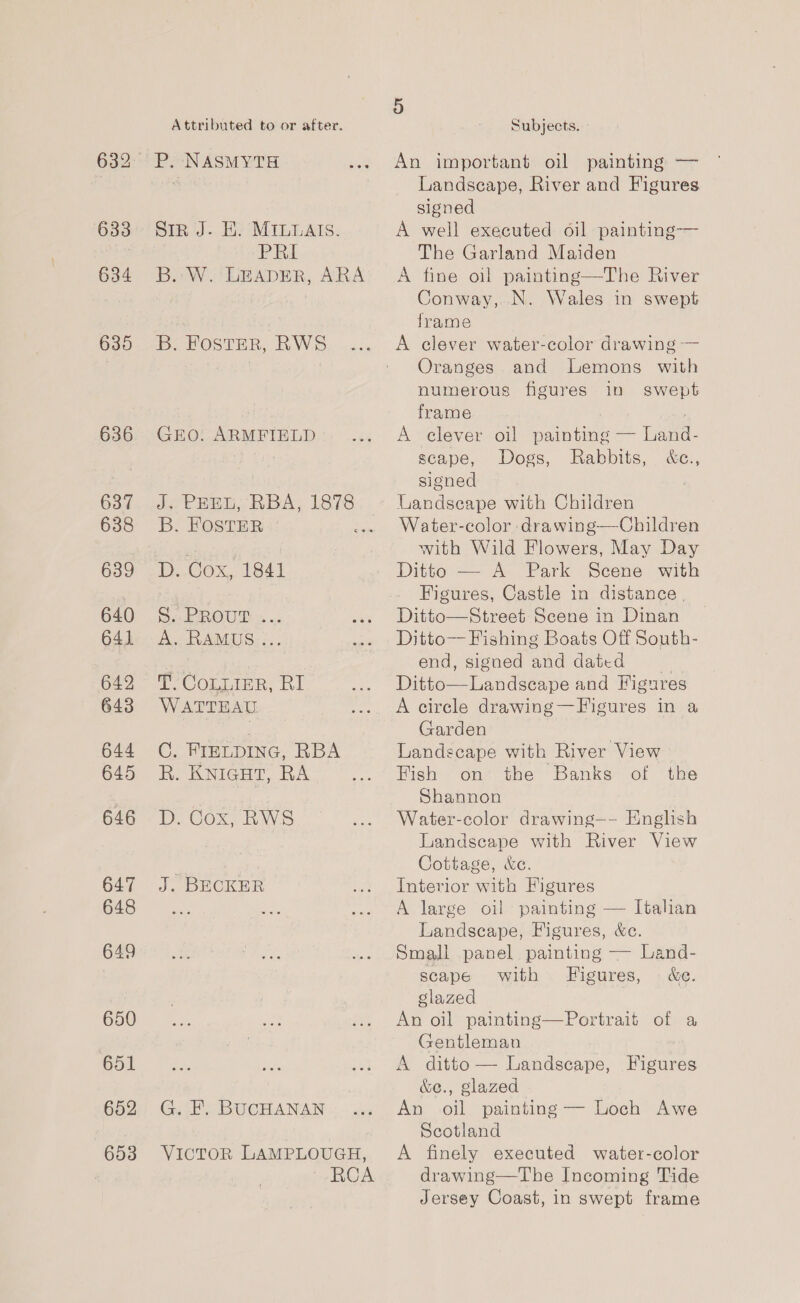 5
Attributed to or after. Subjects.
632 P. NASMYTH ... An important oil painting —
Landscape, River and Figures
signed
633 SIR J. E. MILLAIS. A well executed oil painting—
PRI The Garland Maiden
634 B. W. LEADER, ARA A fine oil painting—The River
Conway, N. Wales in swept
frame
635 B. FOSTER, RWS ... A clever water-color drawing —
Oranges and Lemons with
numerous figures in swept
frame
636 GEO. ARMFIELD ... A clever oil painting — Land-
scape, Dogs, Rabbits, &c.,
signed
637 J. PEEL, RBA, 1878 Landscape with Children
638 B. FOSTER ... Water-color drawing—Children
with Wild Flowers, May Day
639 D. Cox, 1841 Ditto — A Park Scene with
Figures, Castle in distance
640 S. PROUT ... ... Ditto—Street Scene in Dinan
641 A. RAMUS ... ... Ditto—Fishing Boats Off South-
end, signed and dated
642 T. COLLIER, RI ... Ditto—Landscape and Figures
643 WATTEAU ... A circle drawing—Figures in a
Garden
644 C. FIELDING, RBA Landscape with River View
645 R. KNIGHT, RA ... Fish on the Banks of the
Shannon
646 D. Cox, RWS ... Water-color drawing—- English
Landscape with River View
Cottage, &c.
647 J. BECKER ... Interior with Figures
648 ... ... ... A large oil painting — Italian
Landscape, Figures, &c.
649 ... ... ... Small panel painting — Land-
scape with Figures, &c.
glazed
650 ... ... ... An oil painting—Portrait of a
Gentleman
651 ... ... ... A ditto — Landscape, Figures
&c., glazed
652 G. F. BUCHANAN ... An oil painting — Loch Awe
Scotland
653 VICTOR LAMPLOUGH, A finely executed water-color
RCA drawing—The Incoming Tide
Jersey Coast, in swept frame